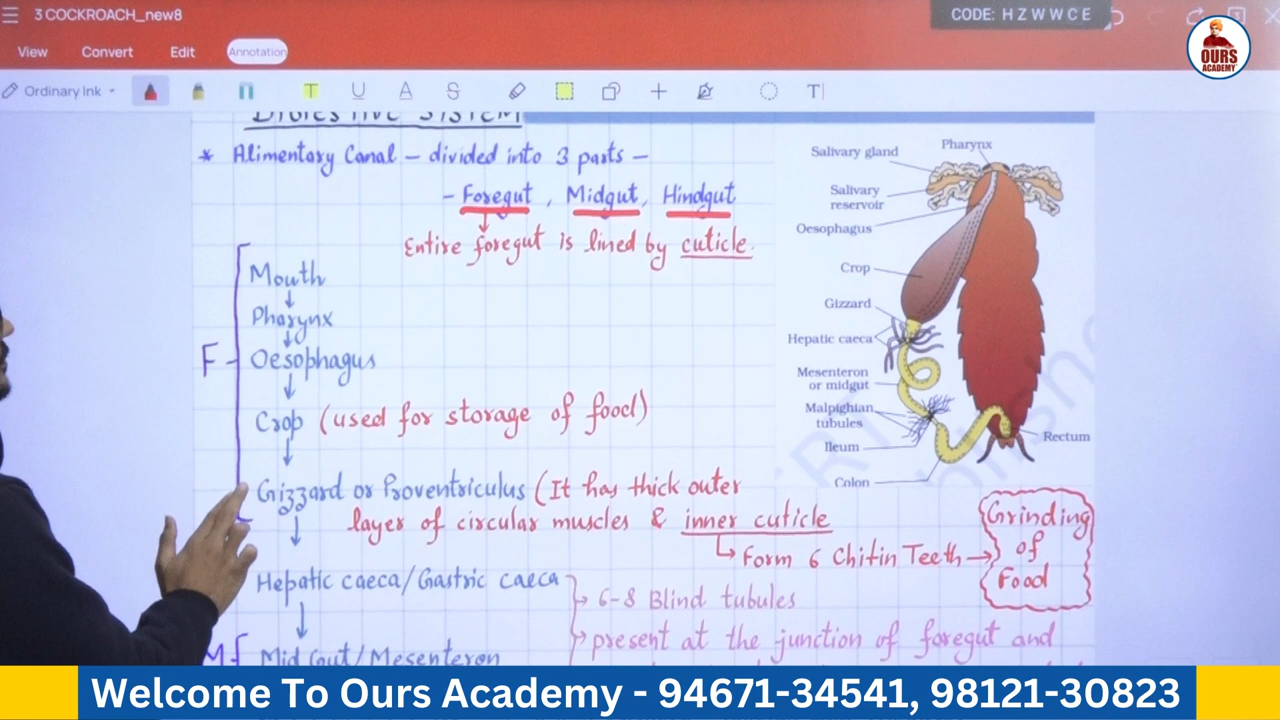 3 COCKROACH_new8
CODE: H Z W W C E
View Convert Edit Annotation
OURS
ACADEMY
Ordinary Ink
DIGESTIVE SYSTEM
* Alimentary Canal – divided into 3 parts –
- Foregut , Midgut, Hindgut
Entire foregut is lined by cuticle.
Mouth
Pharynx
F- Oesophagus
Crop (used for storage of food)
Gizzard or Proventriculus (It has thick outer
layer of circular muscles & inner cuticle
Form 6 Chitin Teeth
Grinding
of
Food
Hepatic caeca/Gastric caeca
6-8 Blind tubules
present at the junction of foregut and
Mid Gut/Mesenteron
Pharynx
Salivary gland
Salivary
reservoir
Oesophagus
Crop
Gizzard
Hepatic caeca
Mesenteron
or midgut
Malpighian
tubules
Ileum
Rectum
Colon
Welcome To Ours Academy - 94671-34541, 98121-30823